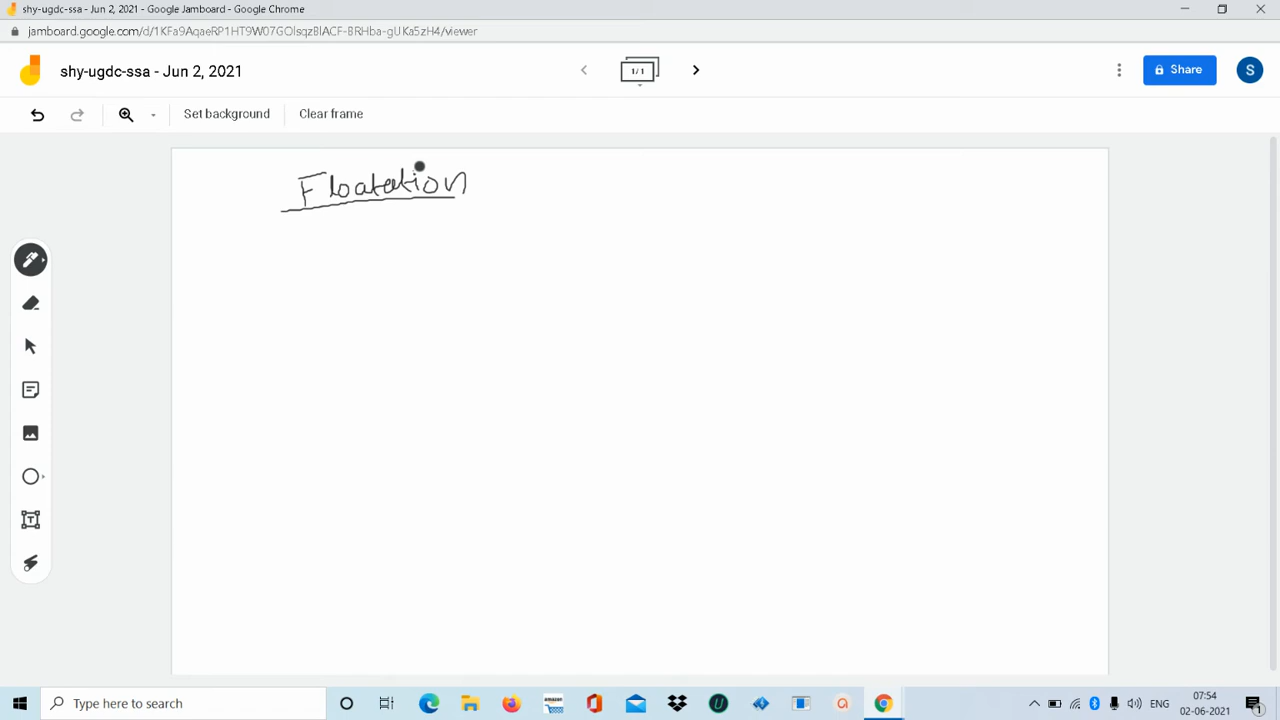 shy-ugdc-ssa - Jun 2, 2021 - Google Jamboard - Google Chrome
jamboard.google.com/d/1KFa9AqaeRP1HT9W07GOlsqzBlACF-BRHba-gUKa5zH4/viewer
shy-ugdc-ssa - Jun 2, 2021
1/1
Share
S
Set background
Clear frame
Floatation
T
Type here to search
amazon
U
a
ENG
07:54
02-06-2021
1